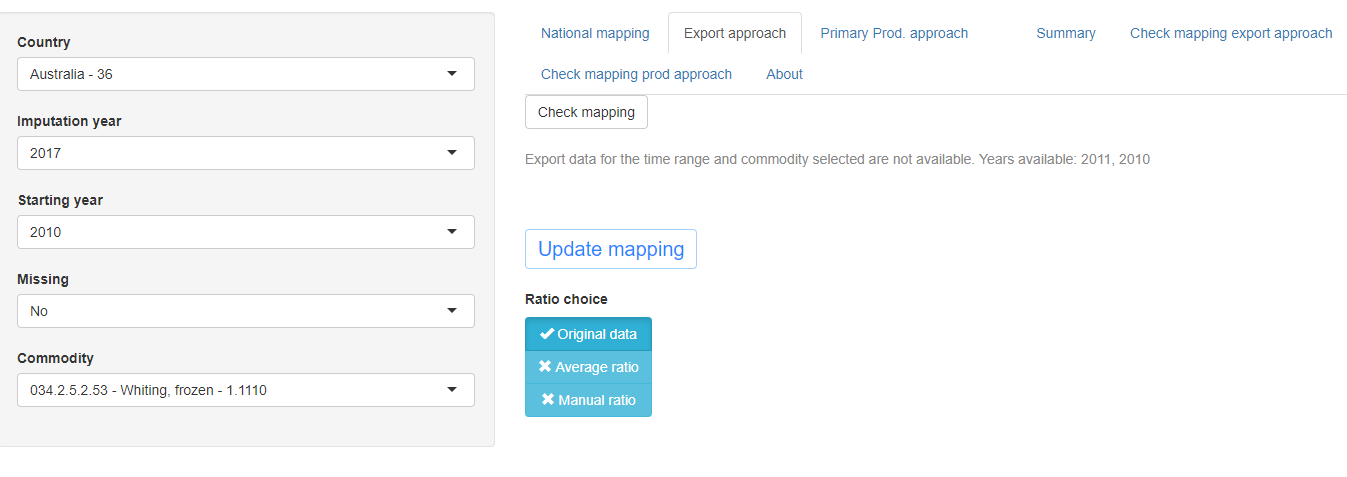 Country
Australia - 36
Imputation year
2017
Starting year
2010
Missing
No
Commodity
034.2.5.2.53 - Whiting, frozen - 1.1110
National mapping Export approach Primary Prod. approach Summary Check mapping export approach
Check mapping prod approach About
Check mapping
Export data for the time range and commodity selected are not available. Years available: 2011, 2010
Update mapping
Ratio choice
Original data
Average ratio
Manual ratio